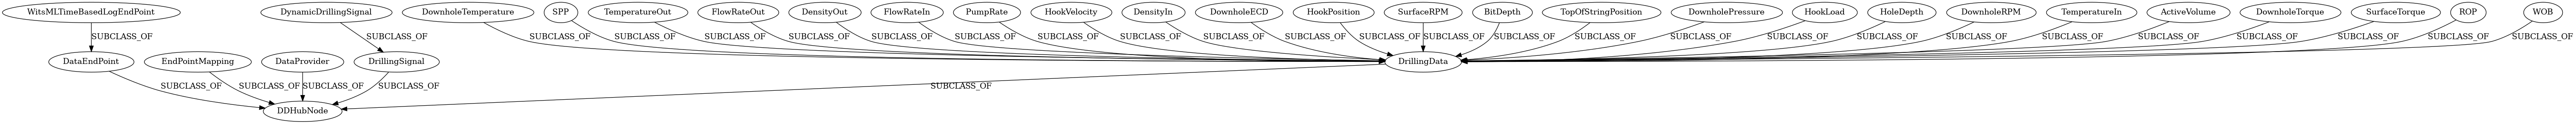 WitsMLTimeBasedLogEndPoint DynamicDrillingSignal DownholeTemperature SPP TemperatureOut FlowRateOut DensityOut FlowRateIn PumpRate HookVelocity DensityIn DownholeECD HookPosition SurfaceRPM BitDepth TopOfStringPosition DownholePressure HookLoad HoleDepth DownholeRPM TemperatureIn ActiveVolume DownholeTorque SurfaceTorque ROP WOB
SUBCLASS_OF SUBCLASS_OF SUBCLASS_OF SUBCLASS_OF SUBCLASS_OF SUBCLASS_OF SUBCLASS_OF SUBCLASS_OF SUBCLASS_OF SUBCLASS_OF SUBCLASS_OF SUBCLASS_OF SUBCLASS_OF SUBCLASS_OF SUBCLASS_OF SUBCLASS_OF SUBCLASS_OF SUBCLASS_OF SUBCLASS_OF SUBCLASS_OF SUBCLASS_OF SUBCLASS_OF SUBCLASS_OF SUBCLASS_OF SUBCLASS_OF SUBCLASS_OF
DataEndPoint EndPointMapping DataProvider DrillingSignal DrillingData
SUBCLASS_OF SUBCLASS_OF SUBCLASS_OF SUBCLASS_OF SUBCLASS_OF
DDHubNode